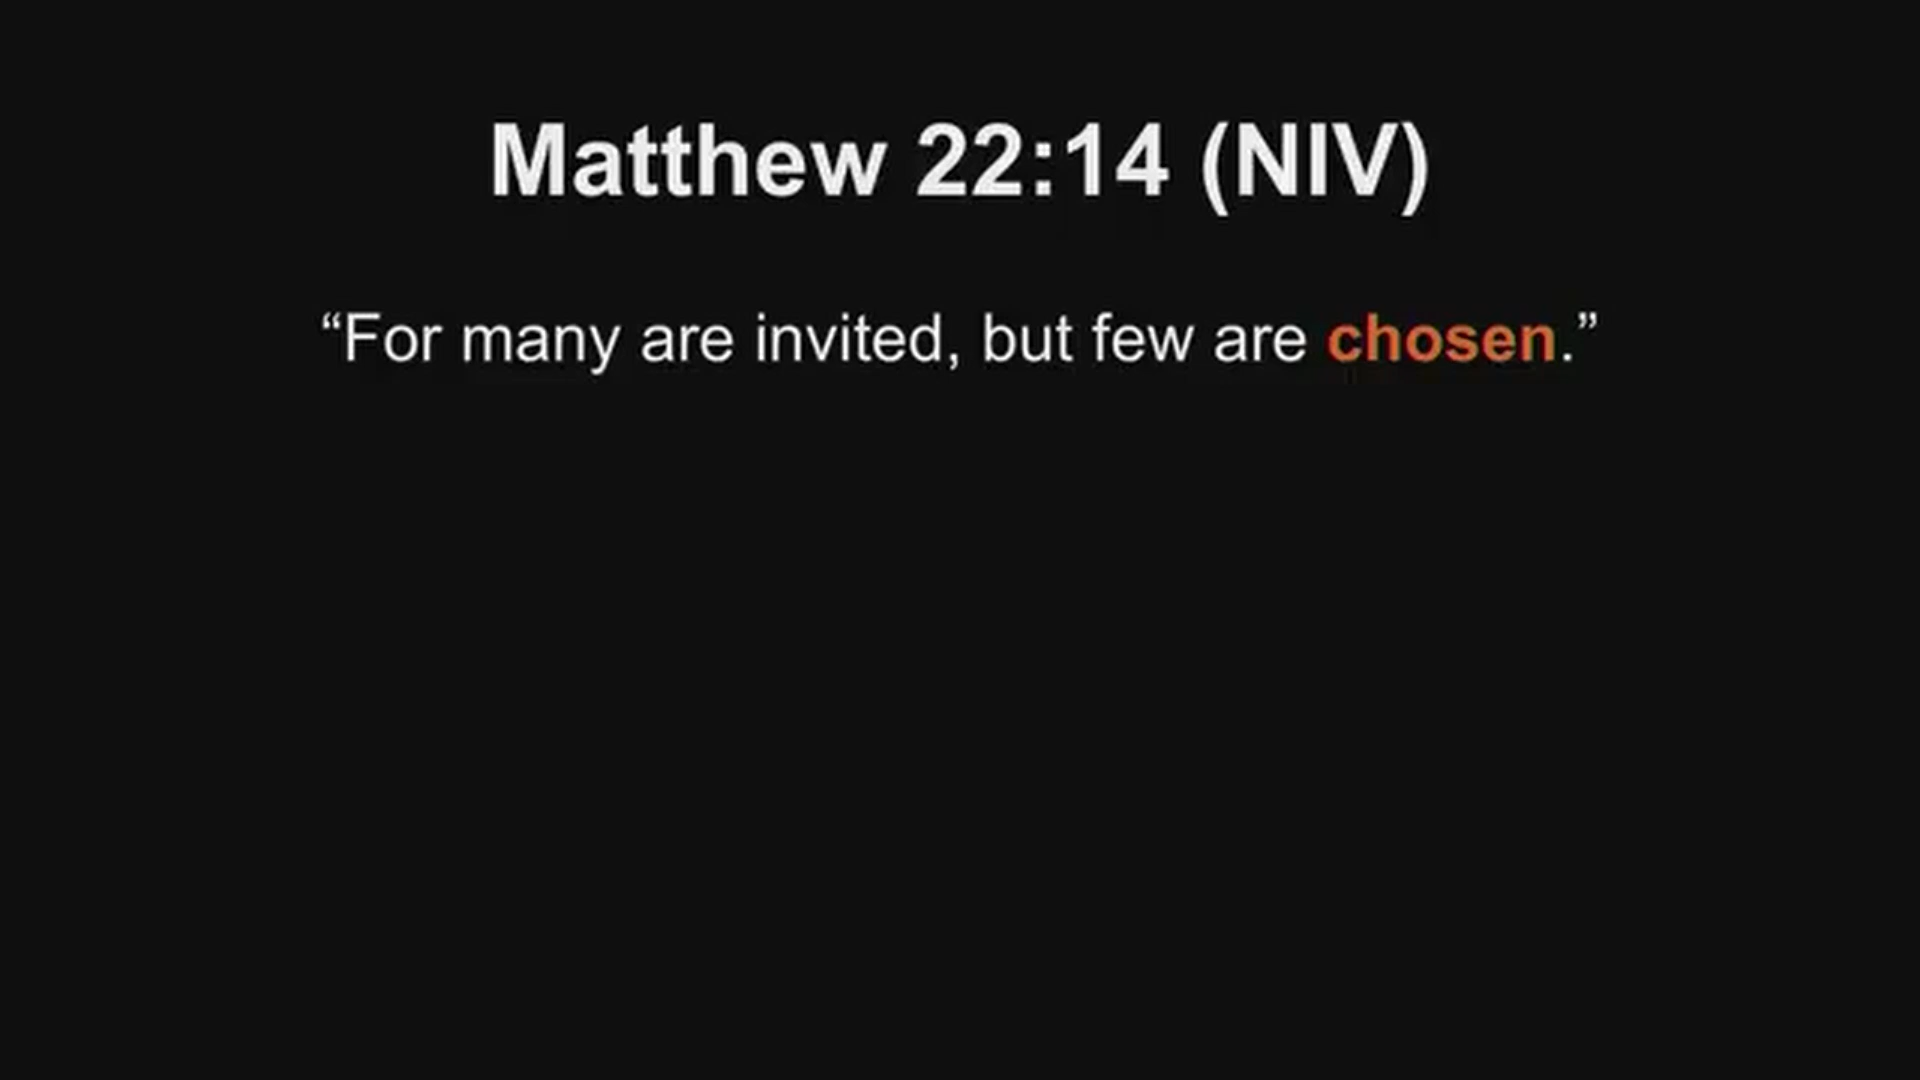 Matthew 22:14 (NIV)
“For many are invited, but few are chosen.”